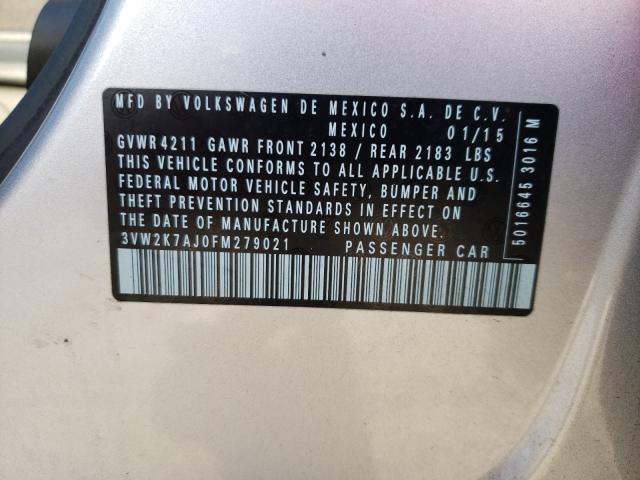 MFD BY VOLKSWAGEN DE MEXICO S.A. DE C.V.
MEXICO 01/15
GVWR 4211 GAWR FRONT 2138 / REAR 2183 LBS
THIS VEHICLE CONFORMS TO ALL APPLICABLE U.S.
FEDERAL MOTOR VEHICLE SAFETY, BUMPER AND
THEFT PREVENTION STANDARDS IN EFFECT ON
THE DATE OF MANUFACTURE SHOWN ABOVE.
3VW2K7AJ0FM279021 PASSENGER CAR
5016645 3016 M